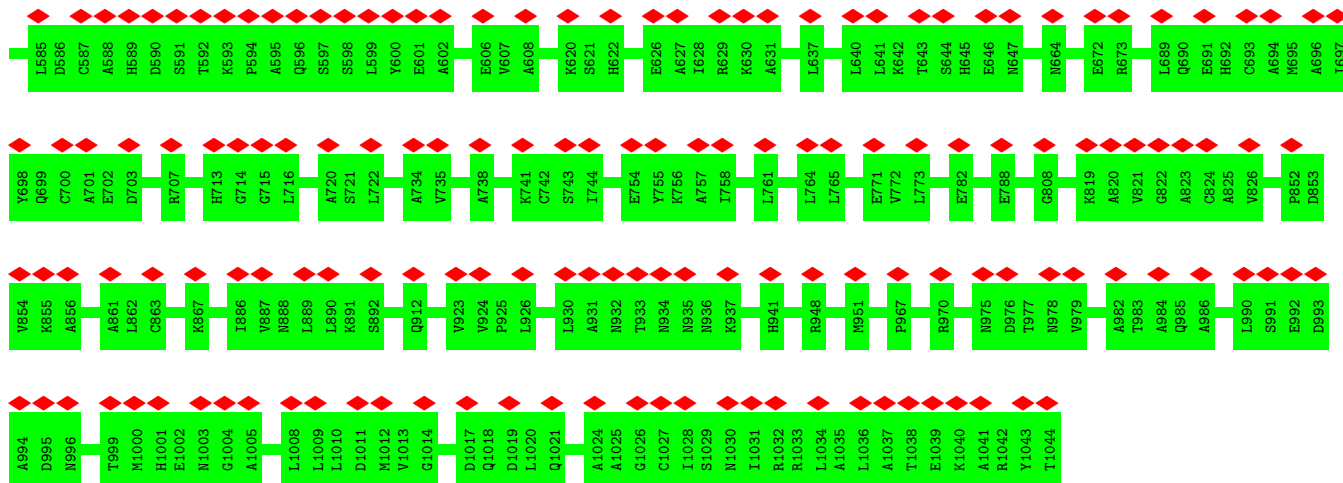 L585 D586 C587 A588 H589 D590 S591 T592 K593 P594 A595 Q596 S597 S598 L599 Y600 E601 A602 E606 V607 A608 K620 S621 H622 E626 A627 I628 R629 K630 A631 L637 L640 L641 K642 T643 S644 H645 E646 N647 N664 E672 R673 L689 Q690 E691 H692 C693 A694 M695 A696 I697
Y698 Q699 C700 A701 E702 D703 R707 H713 G714 G715 L716 A720 S721 L722 A734 V735 A738 K741 C742 S743 I744 E754 Y755 K756 A757 I758 L761 L764 L765 E771 V772 L773 E782 E788 G808 K819 A820 V821 G822 A823 C824 A825 V826 P852 D853
V854 K855 A856 A861 L862 C863 K867 I886 V887 N888 L889 L890 K891 S892 Q912 V923 V924 P925 L926 L930 A931 N932 T933 N934 N935 N936 K937 H941 R948 M951 P967 R970 N975 D976 T977 N978 V979 A982 T983 A984 Q985 A986 L990 S991 E992 D993
A994 D995 N996 T999 M1000 H1001 E1002 N1003 G1004 A1005 L1008 L1009 L1010 D1011 M1012 V1013 G1014 D1017 Q1018 D1019 L1020 Q1021 A1024 A1025 G1026 C1027 I1028 S1029 N1030 I1031 R1032 R1033 L1034 A1035 L1036 A1037 T1038 E1039 K1040 A1041 R1042 Y1043 T1044